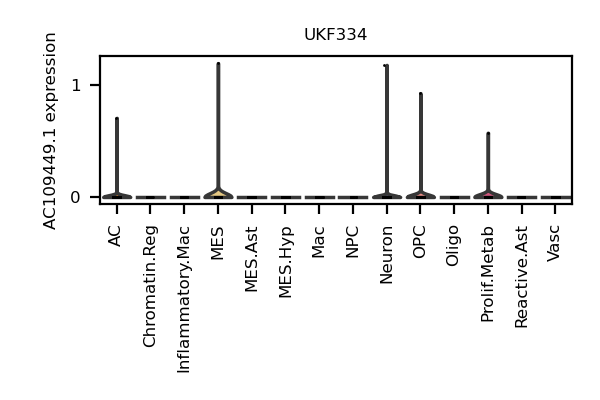 UKF334
AC109449.1 expression
1
0
AC
Chromatin.Reg
Inflammatory.Mac
MES
MES.Ast
MES.Hyp
Mac
NPC
Neuron
OPC
Oligo
Prolif.Metab
Reactive.Ast
Vasc